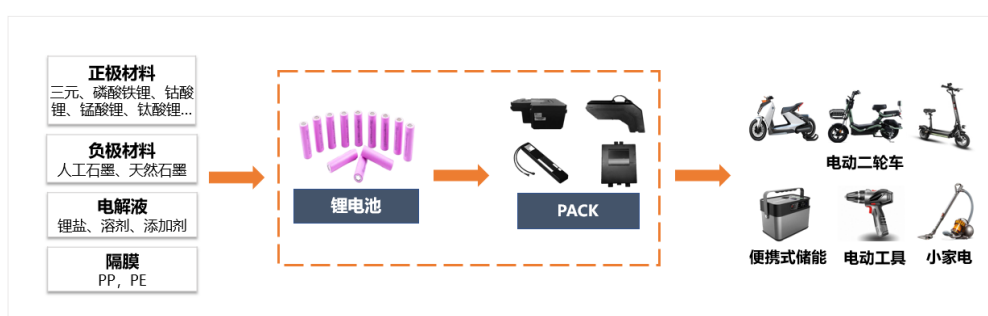 正极材料
三元、磷酸铁锂、钴酸
锂、锰酸锂、钛酸锂...
负极材料
人工石墨、天然石墨
电解液
锂盐、溶剂、添加剂
隔膜
PP，PE
锂电池
PACK
电动二轮车
便携式储能
电动工具
小家电